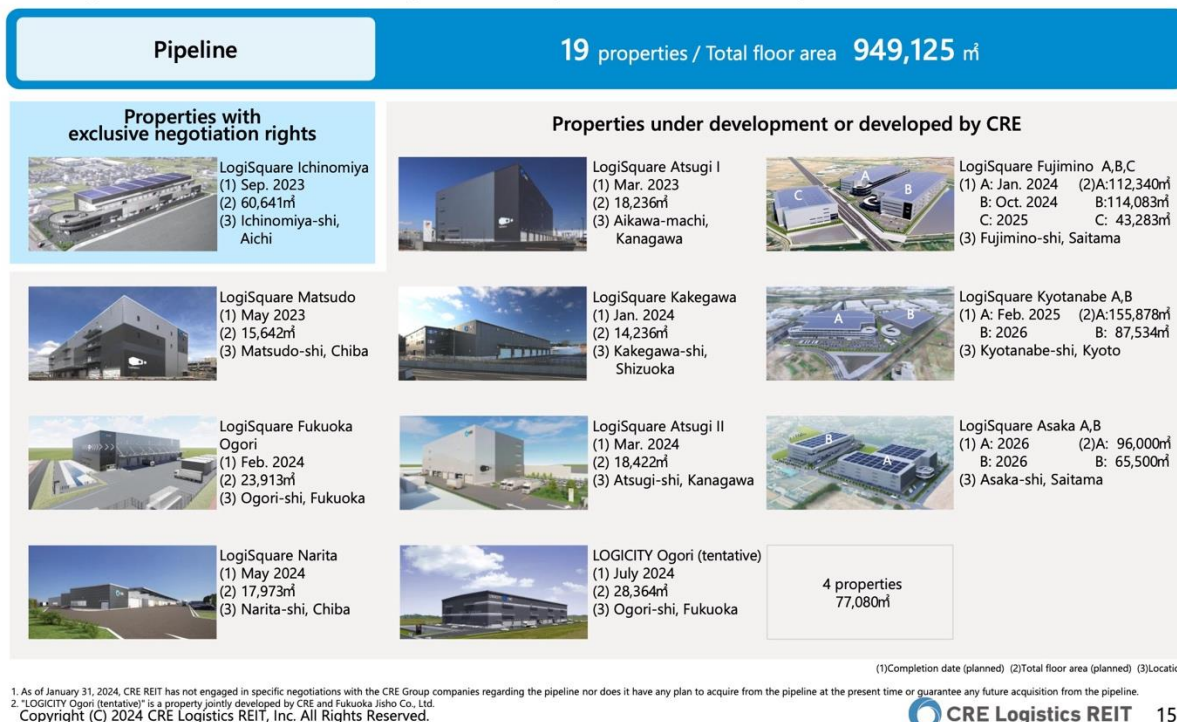 Pipeline
19 properties / Total floor area 949,125 ㎡
Properties with
exclusive negotiation rights
LogiSquare Ichinomiya
(1) Sep. 2023
(2) 60,641㎡
(3) Ichinomiya-shi,
Aichi
Properties under development or developed by CRE
LogiSquare Atsugi I
(1) Mar. 2023
(2) 18,236㎡
(3) Aikawa-machi,
Kanagawa
A
B
C
C
LogiSquare Fujimino A,B,C
(1) A: Jan. 2024 (2)A:112,340㎡
B: Oct. 2024 B:114,083㎡
C: 2025 C: 43,283㎡
(3) Fujimino-shi, Saitama
LogiSquare Matsudo
(1) May 2023
(2) 15,642㎡
(3) Matsudo-shi, Chiba
LogiSquare Kakegawa
(1) Jan. 2024
(2) 14,236㎡
(3) Kakegawa-shi,
Shizuoka
A
B
LogiSquare Kyotanabe A,B
(1) A: Feb. 2025 (2)A:155,878㎡
B: 2026 B: 87,534㎡
(3) Kyotanabe-shi, Kyoto
LogiSquare Fukuoka
Ogori
(1) Feb. 2024
(2) 23,913㎡
(3) Ogori-shi, Fukuoka
LogiSquare Atsugi II
(1) Mar. 2024
(2) 18,422㎡
(3) Atsugi-shi, Kanagawa
B
A
LogiSquare Asaka A,B
(1) A: 2026 (2)A: 96,000㎡
B: 2026 B: 65,500㎡
(3) Asaka-shi, Saitama
LogiSquare Narita
(1) May 2024
(2) 17,973㎡
(3) Narita-shi, Chiba
LOGICITY Ogori (tentative)
(1) July 2024
(2) 28,364㎡
(3) Ogori-shi, Fukuoka
4 properties
77,080㎡
(1)Completion date (planned) (2)Total floor area (planned) (3)Locatio
1. As of January 31, 2024, CRE REIT has not engaged in specific negotiations with the CRE Group companies regarding the pipeline nor does it have any plan to acquire from the pipeline at the present time or guarantee any future acquisition from the pipeline.
2. "LOGICITY Ogori (tentative)" is a property jointly developed by CRE and Fukuoka Jisho Co., Ltd.
Copyright (C) 2024 CRE Logistics REIT, Inc. All Rights Reserved.
CRE Logistics REIT 15